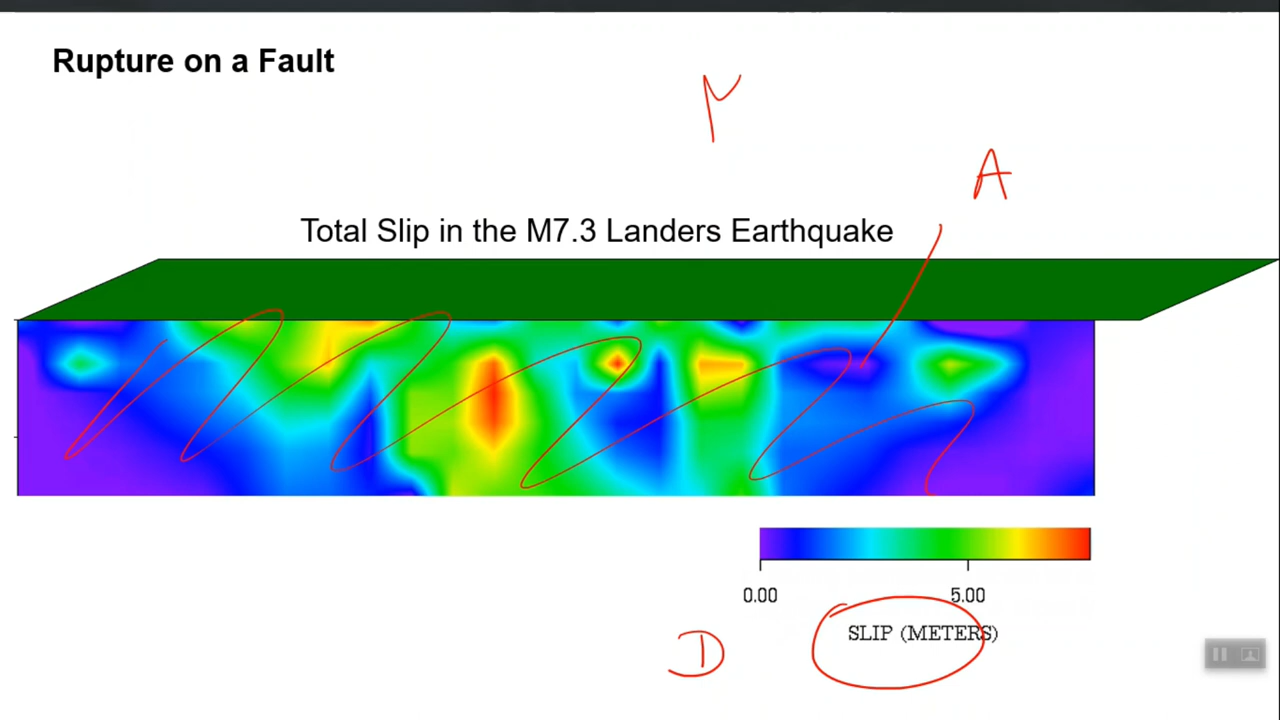 Rupture on a Fault
μ
A
Total Slip in the M7.3 Landers Earthquake
0.00 5.00
SLIP (METERS)
D